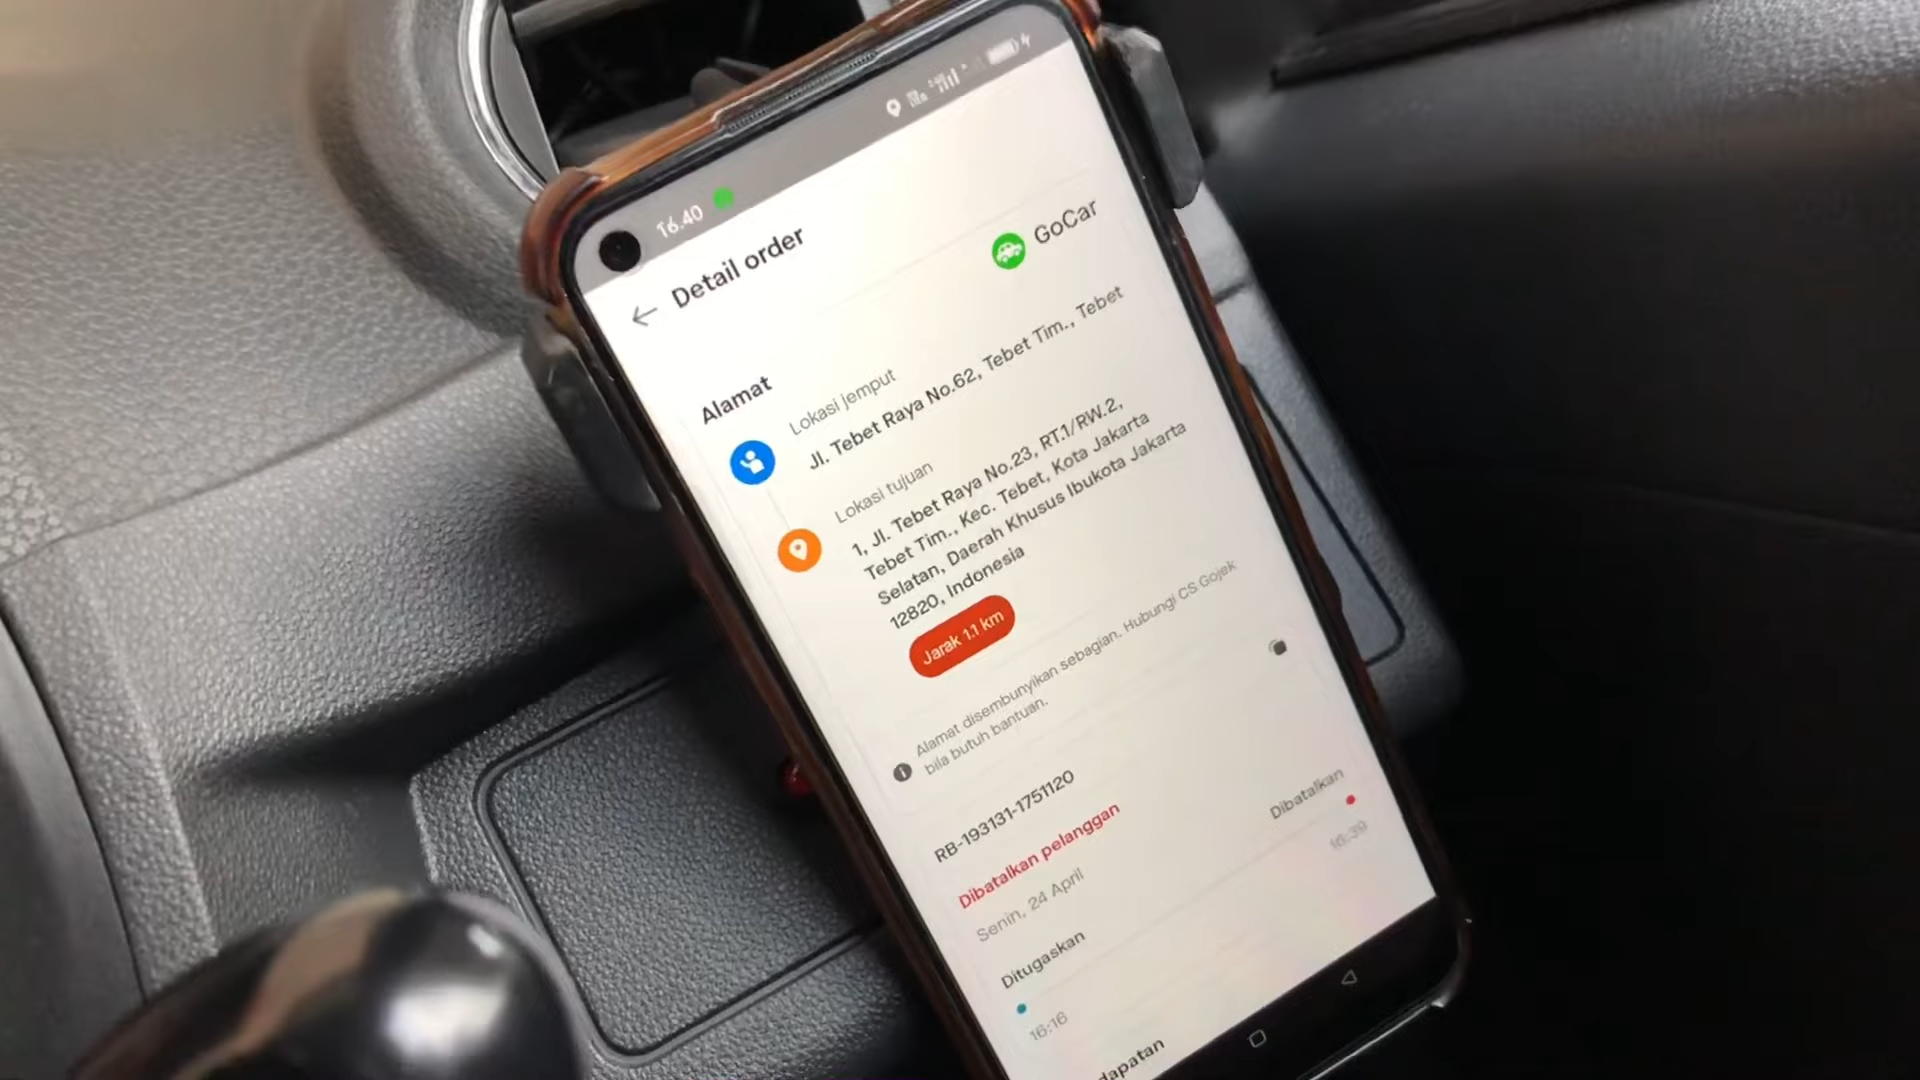 16.40
Detail order
GoCar
Alamat
Lokasi jemput
Jl. Tebet Raya No.62, Tebet Tim., Tebet
Lokasi tujuan
1, Jl. Tebet Raya No.23, RT.1/RW.2,
Tebet Tim., Kec. Tebet, Kota Jakarta
Selatan, Daerah Khusus Ibukota Jakarta
12820, Indonesia
Jarak 1.1 km
Alamat disembunyikan sebagian. Hubungi CS Gojek
bila butuh bantuan.
RB-193131-1751120
Dibatalkan pelanggan
Senin, 24 April
Ditugaskan Dibatalkan
16:16 16:39
dapatan